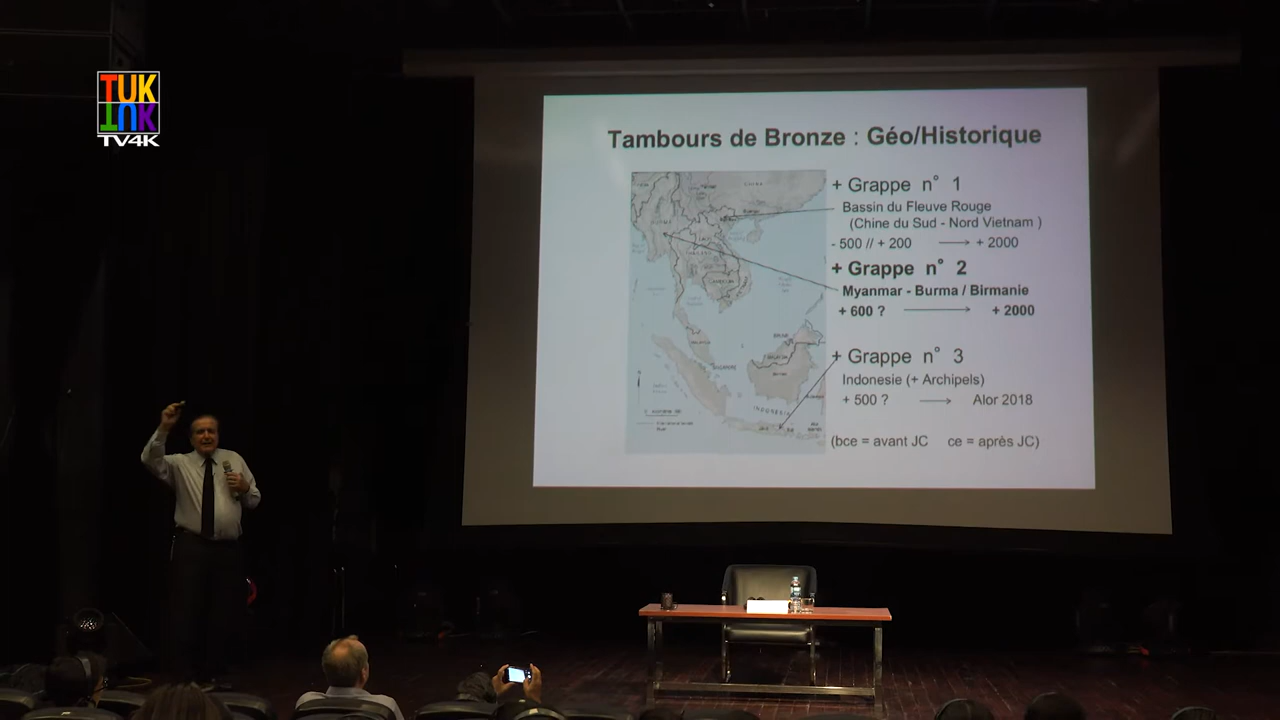 TUK
TUK
TV4K
Tambours de Bronze : Géo/Historique
+ Grappe n° 1
Bassin du Fleuve Rouge
(Chine du Sud - Nord Vietnam )
- 500 // + 200 ⟶ + 2000
+ Grappe n° 2
Myanmar - Burma / Birmanie
+ 600 ? ⟶ + 2000
+ Grappe n° 3
Indonesie (+ Archipels)
+ 500 ? ⟶ Alor 2018
(bce = avant JC ce = après JC)
INDONESIA